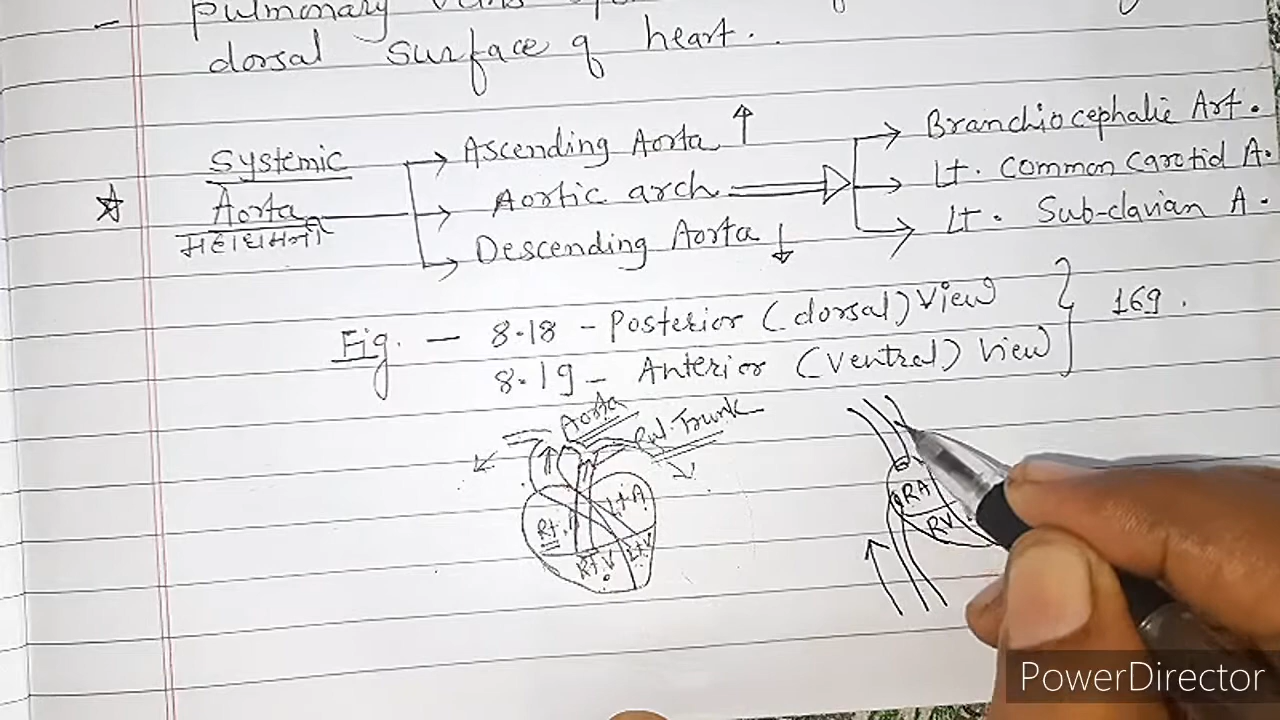 - pulmonary
dorsal surface of heart.
Systemic
Aorta
महाधमनी
Ascending Aorta ↑
Aortic arch
Descending Aorta ↓
Branchiocephalic Art.
Lt. Common Carotid A.
Lt. Sub-clavian A.
Fig. — 8.18 - Posterior (dorsal) View
8.19 - Anterior (Ventral) View
169.
Aorta
Pul. Trunk
Rt. A
Lt. A
Rt. V
Lt. V
RA
RV
PowerDirector